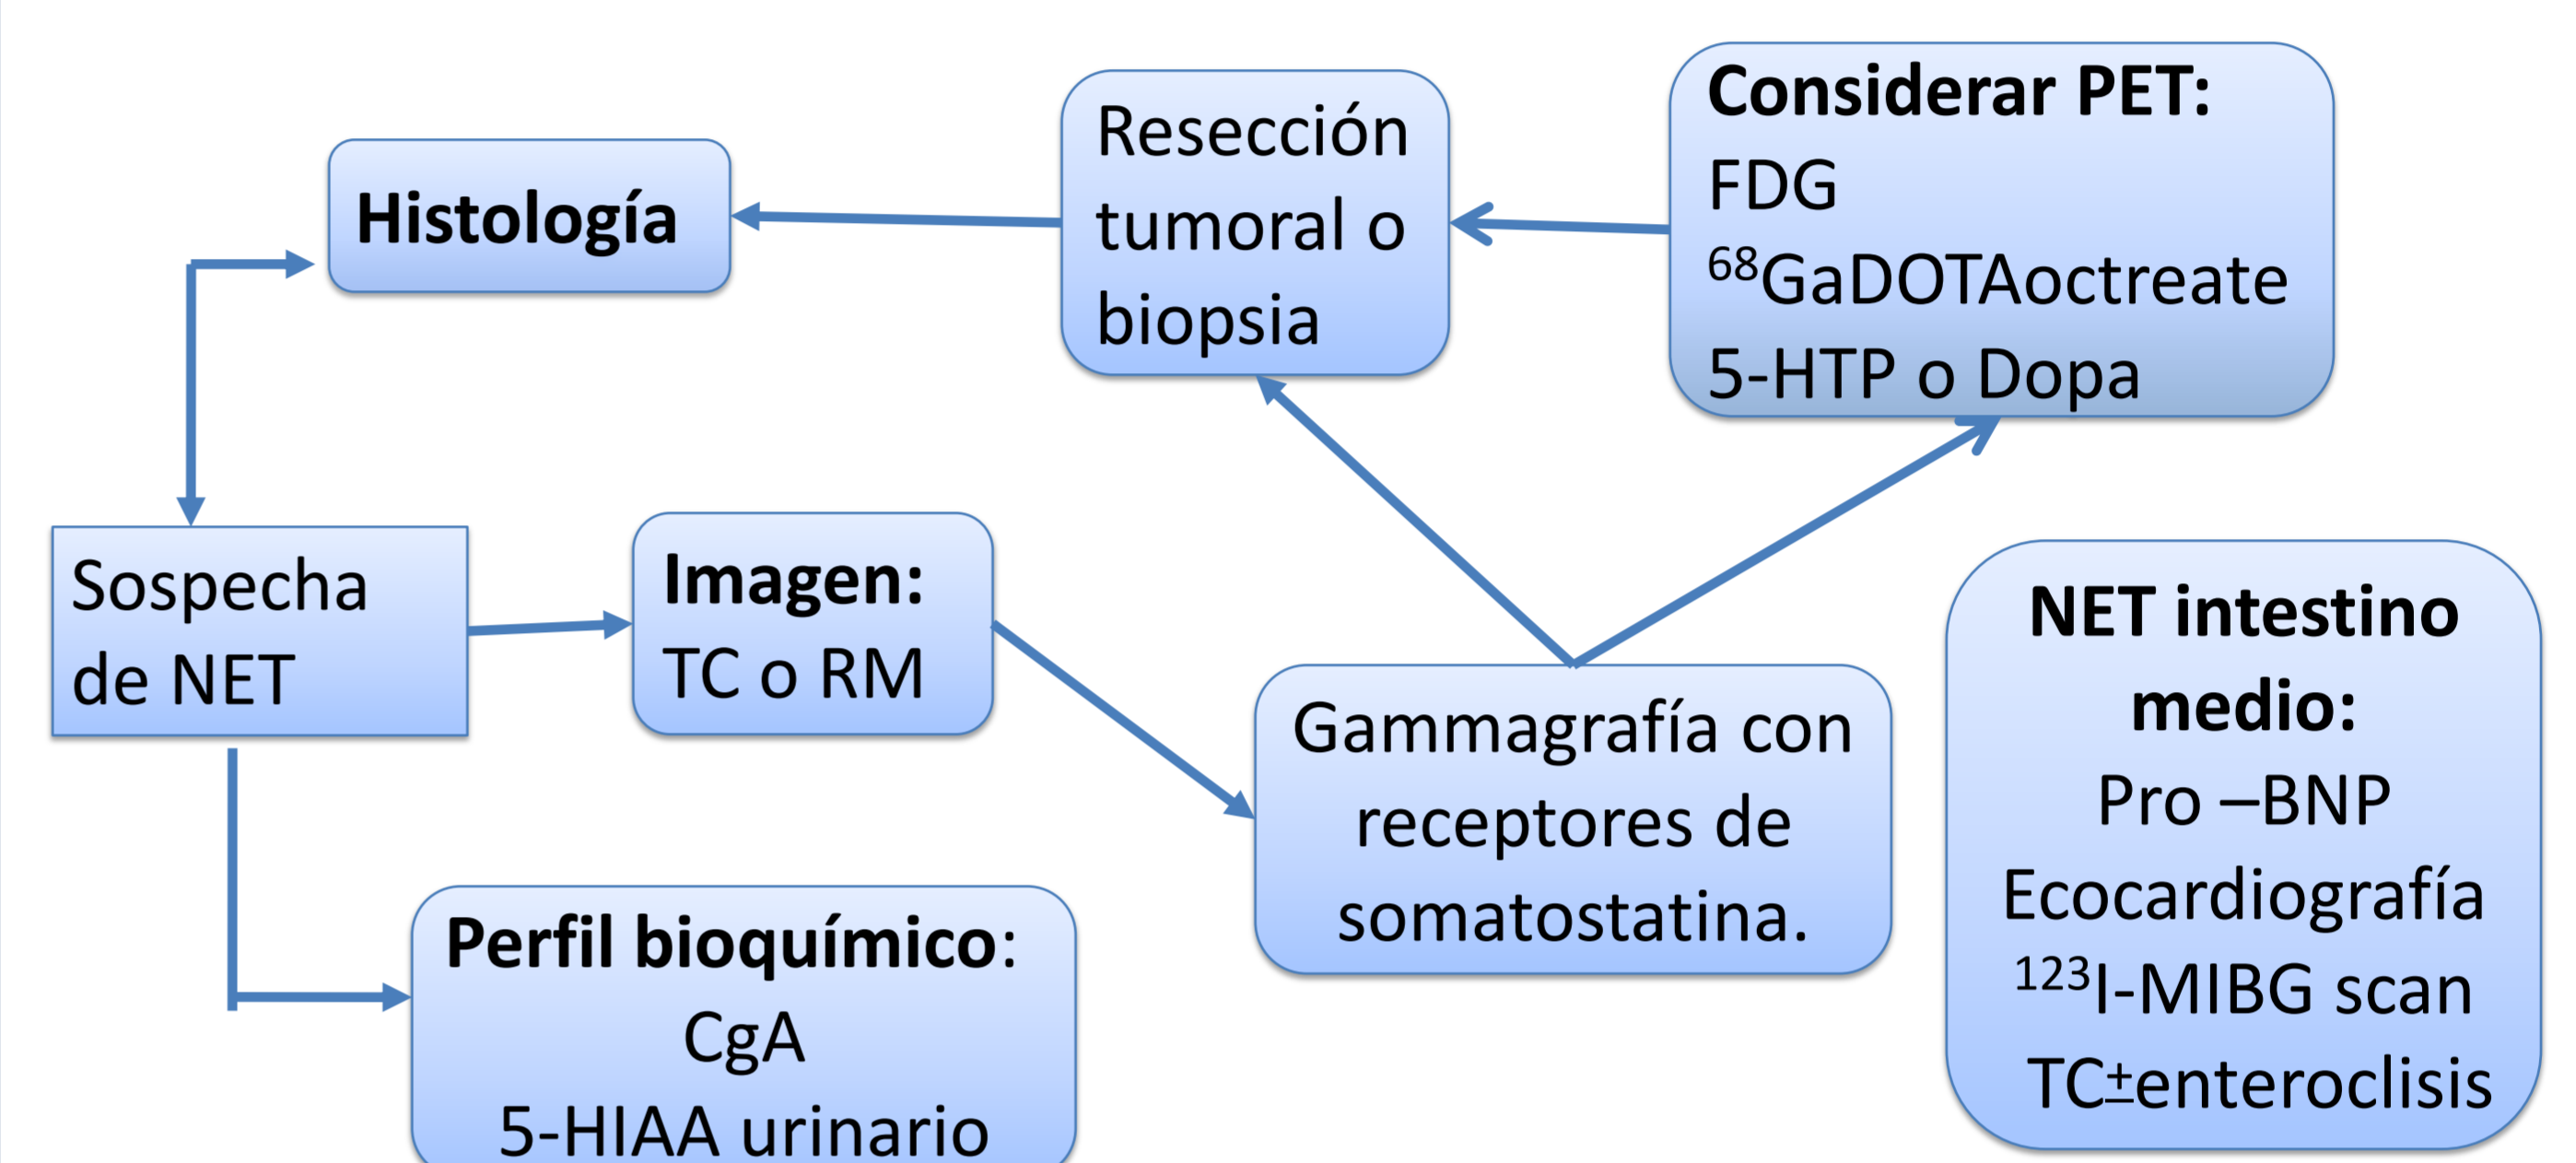 Histología
Resección
tumoral o
biopsia
Considerar PET:
FDG
⁶⁸GaDOTAoctreate
5-HTP o Dopa
Sospecha
de NET
Imagen:
TC o RM
Gammagrafía con
receptores de
somatostatina.
NET intestino
medio:
Pro –BNP
Ecocardiografía
¹²³I-MIBG scan
TC±enteroclisis
Perfil bioquímico:
CgA
5-HIAA urinario